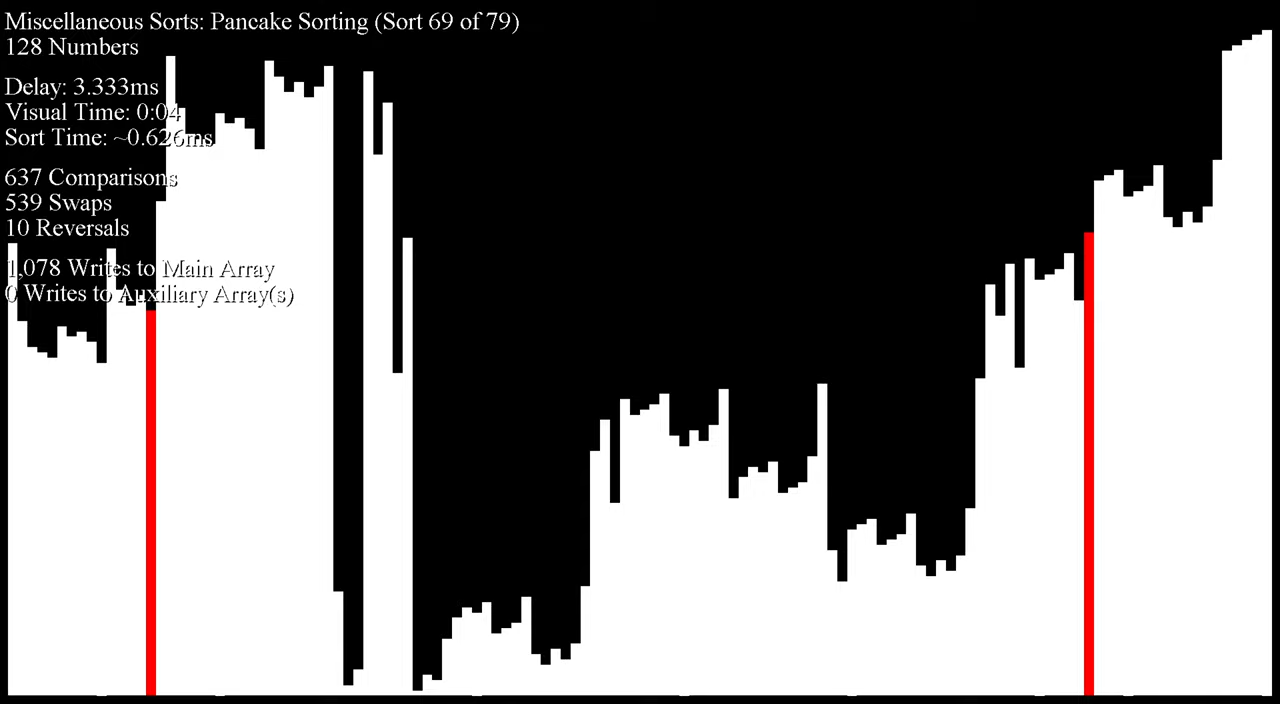 Miscellaneous Sorts: Pancake Sorting (Sort 69 of 79)
128 Numbers
Delay: 3.333ms
Visual Time: 0:04
Sort Time: ~0.626ms
637 Comparisons
539 Swaps
10 Reversals
1,078 Writes to Main Array
0 Writes to Auxiliary Array(s)